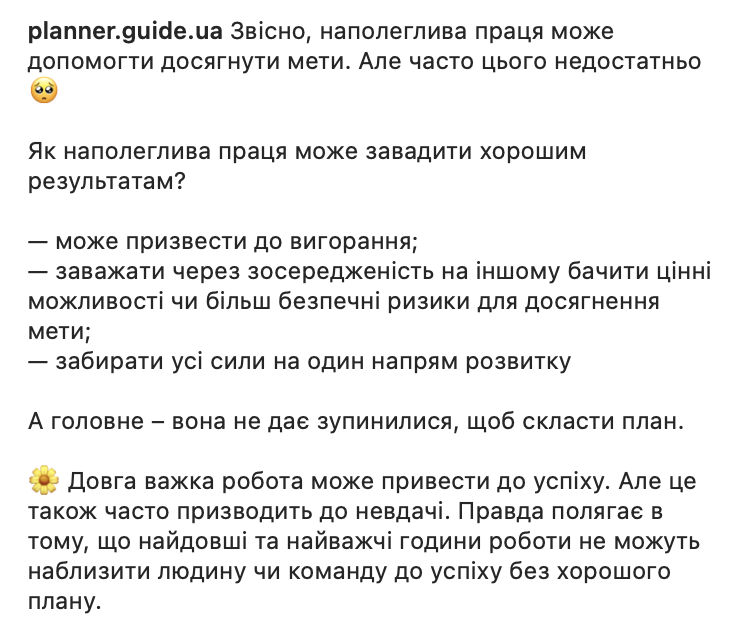 planner.guide.ua Звісно, наполеглива праця може
допомогти досягнути мети. Але часто цього недостатньо
🥺
Як наполеглива праця може завадити хорошим
результатам?
— може призвести до вигорання;
— заважати через зосередженість на іншому бачити цінні
можливості чи більш безпечні ризики для досягнення
мети;
— забирати усі сили на один напрям розвитку
А головне – вона не дає зупинилися, щоб скласти план.
🌼 Довга важка робота може привести до успіху. Але це
також часто призводить до невдачі. Правда полягає в
тому, що найдовші та найважчі години роботи не можуть
наблизити людину чи команду до успіху без хорошого
плану.